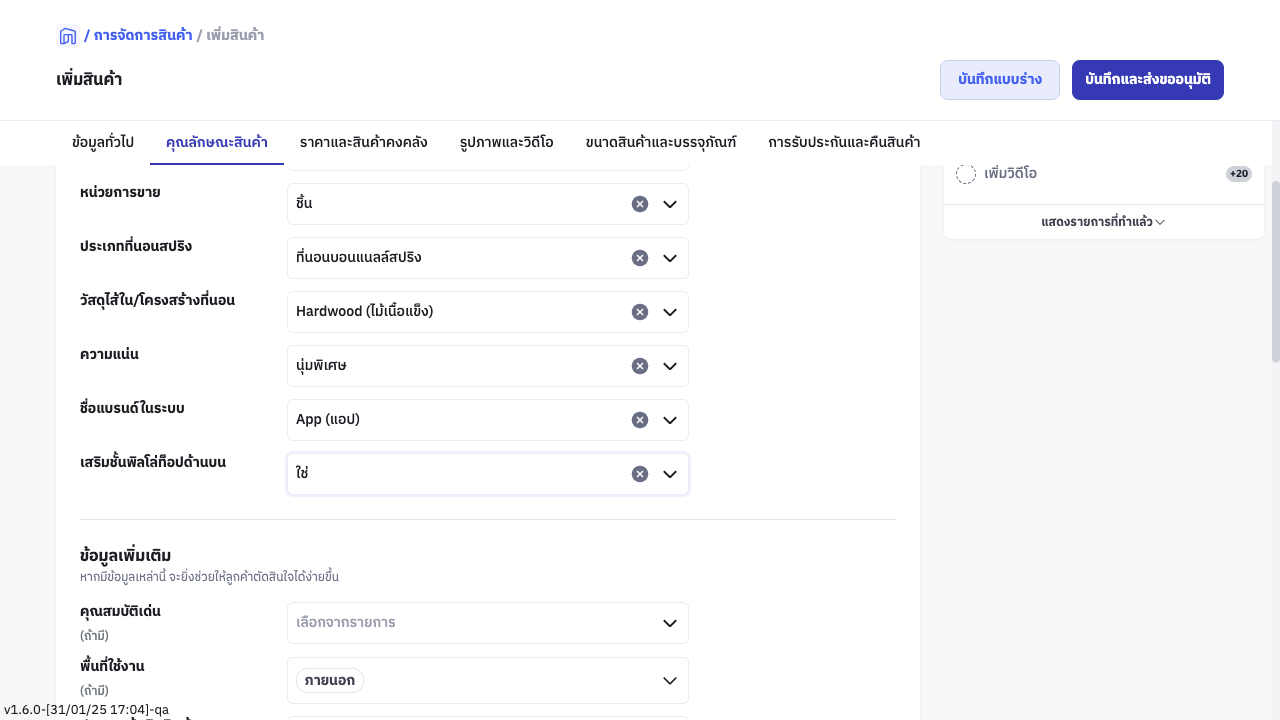 / การจัดการสินค้า / เพิ่มสินค้า
เพิ่มสินค้า
บันทึกแบบร่าง
บันทึกและส่งขออนุมัติ
ข้อมูลทั่วไป
คุณลักษณะสินค้า
ราคาและสินค้าคงคลัง
รูปภาพและวิดีโอ
ขนาดสินค้าและบรรจุภัณฑ์
การรับประกันและคืนสินค้า
เพิ่มวิดีโอ
+20
แสดงรายการที่ทำแล้ว
หน่วยการขาย
ชิ้น
ประเภทที่นอนสปริง
ที่นอนบอนแนลล์สปริง
วัสดุไส้ใน/โครงสร้างที่นอน
Hardwood (ไม้เนื้อแข็ง)
ความแน่น
นุ่มพิเศษ
ชื่อแบรนด์ในระบบ
App (แอป)
เสริมชั้นพิลโล่ท็อปด้านบน
ใช่
ข้อมูลเพิ่มเติม
หากมีข้อมูลเหล่านี้ จะยิ่งช่วยให้ลูกค้าตัดสินใจได้ง่ายขึ้น
คุณสมบัติเด่น
(ถ้ามี)
เลือกจากรายการ
พื้นที่ใช้งาน
(ถ้ามี)
ภายนอก
v1.6.0-[31/01/25 17:04]-qa